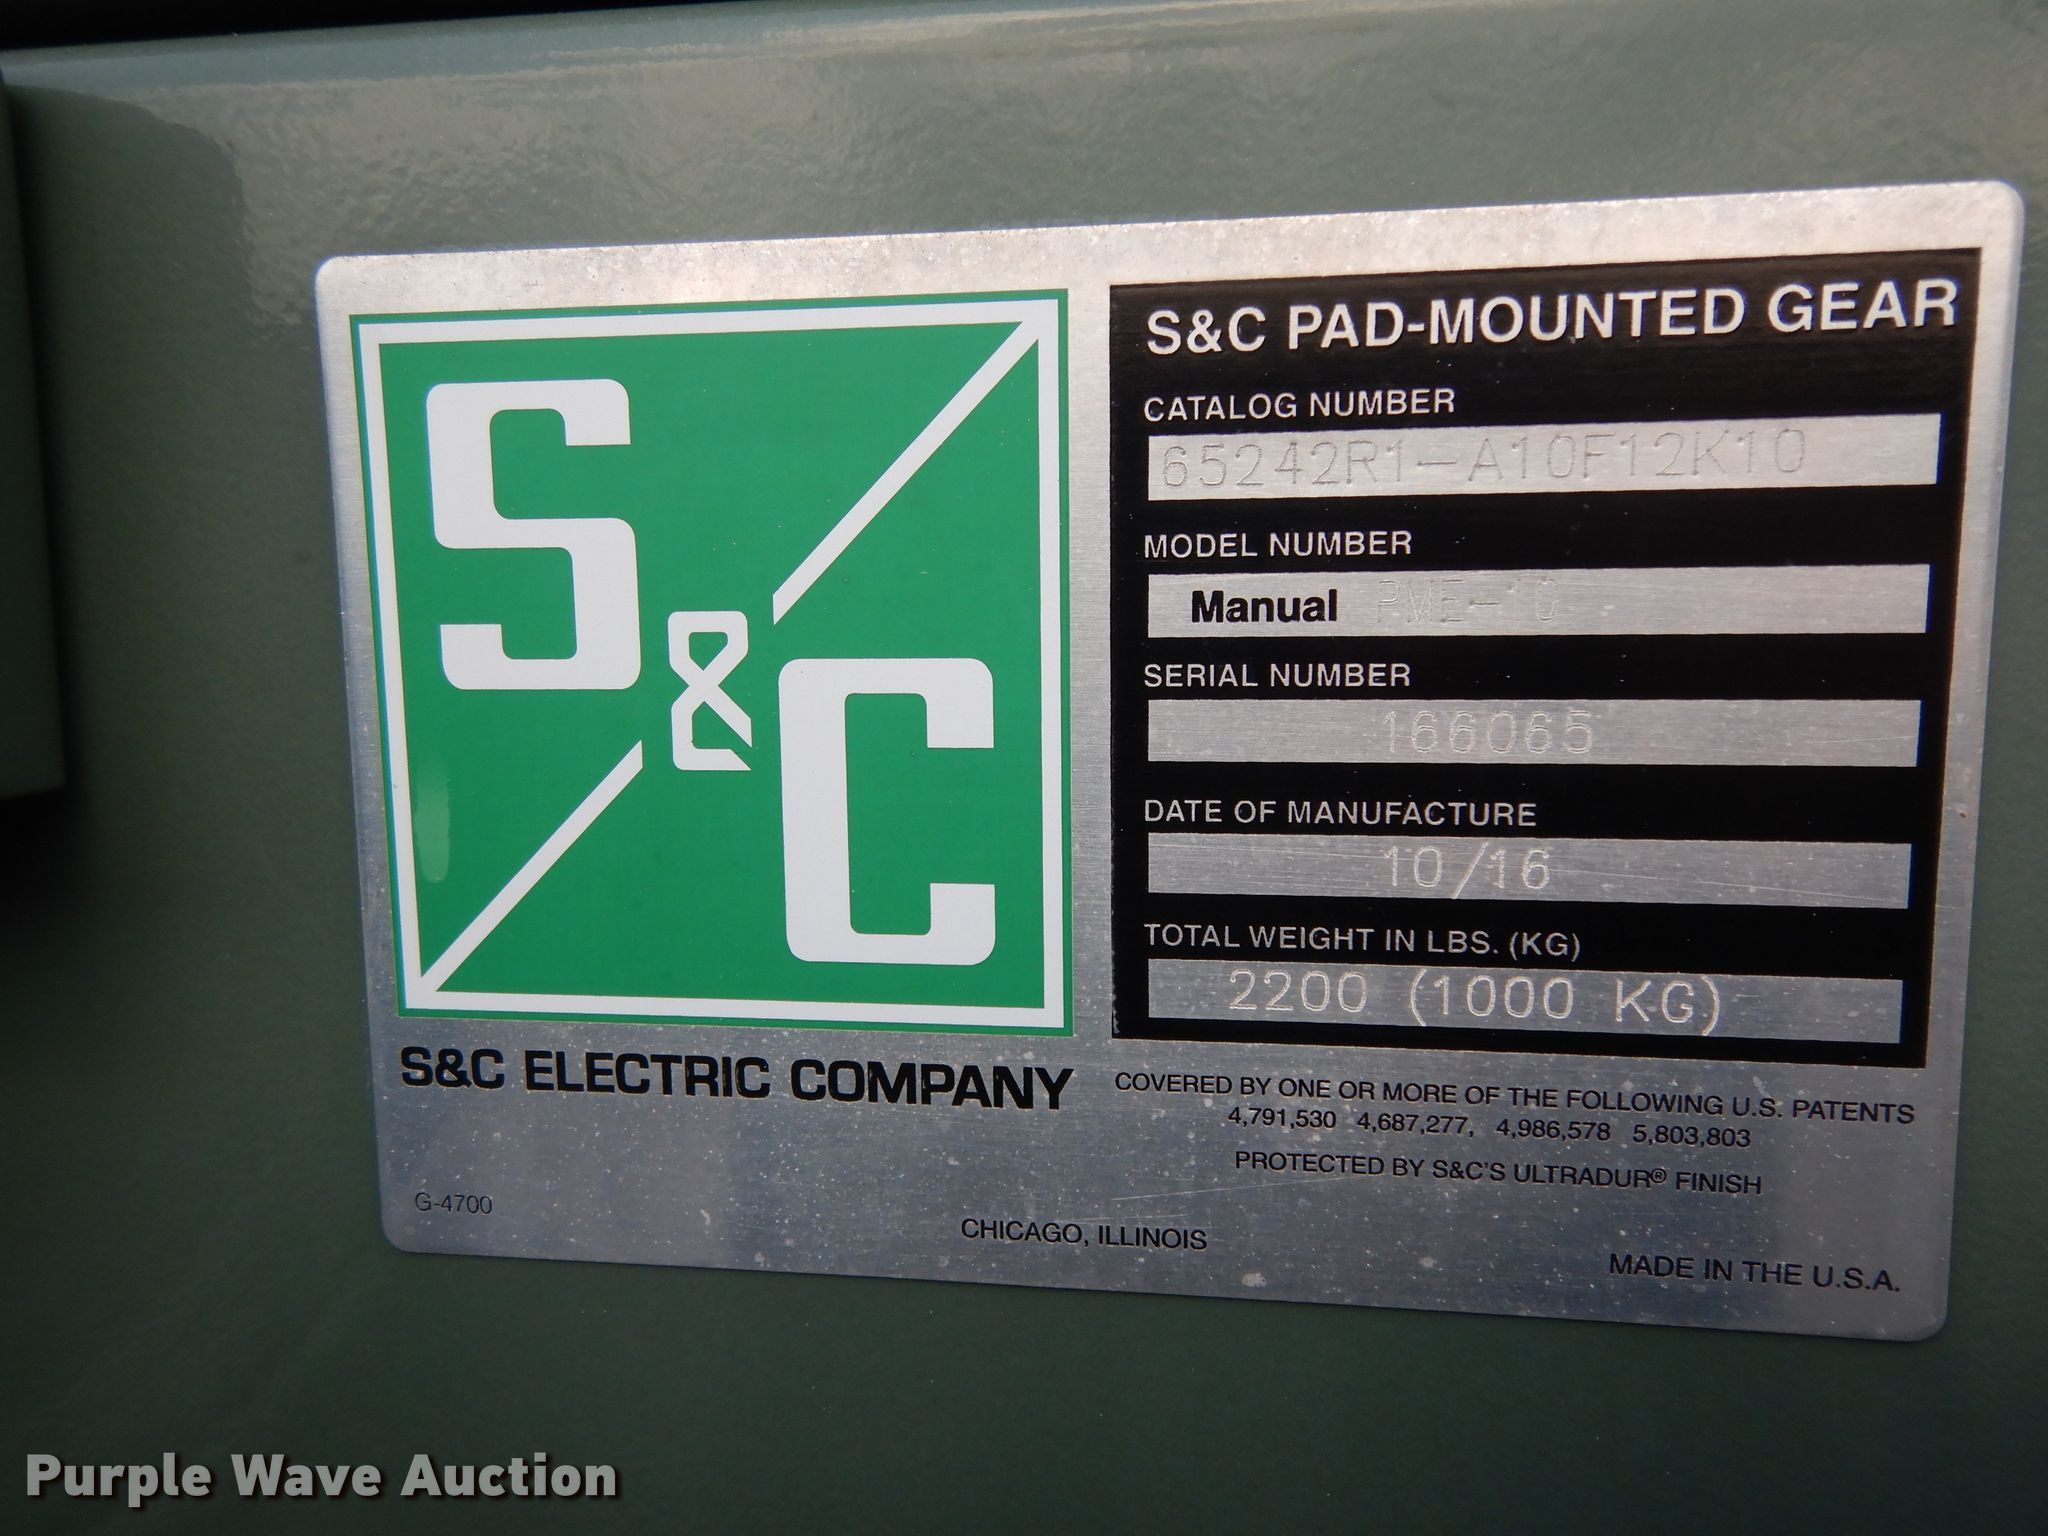 S&C
S&C ELECTRIC COMPANY
G-4700
S&C PAD-MOUNTED GEAR
CATALOG NUMBER
65242R1-A10F12K10
MODEL NUMBER
Manual PME-10
SERIAL NUMBER
166065
DATE OF MANUFACTURE
10/16
TOTAL WEIGHT IN LBS. (KG)
2200 (1000 KG)
COVERED BY ONE OR MORE OF THE FOLLOWING U.S. PATENTS
4,791,530 4,687,277, 4,986,578 5,803,803
PROTECTED BY S&C'S ULTRADUR® FINISH
CHICAGO, ILLINOIS
MADE IN THE U.S.A.
Purple Wave Auction